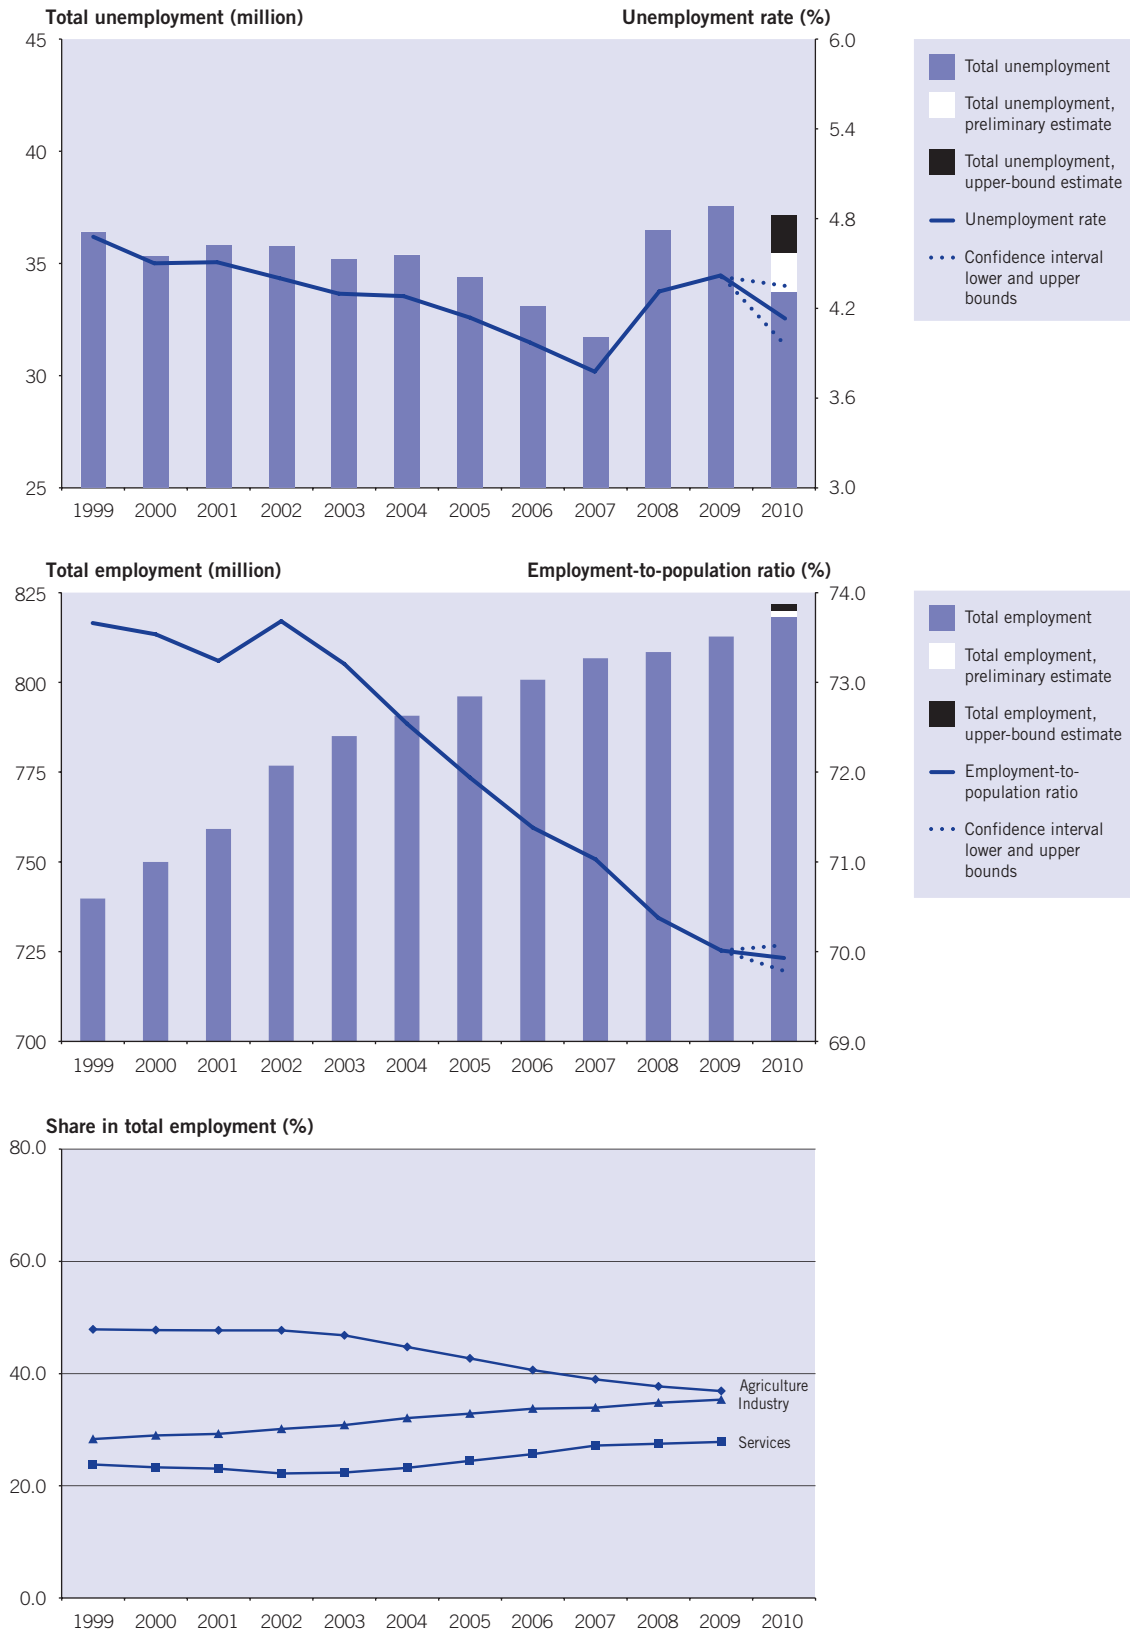 Total unemployment (million)
Unemployment rate (%)
45
40
35
30
25
6.0
5.4
4.8
4.2
3.6
3.0
1999 2000 2001 2002 2003 2004 2005 2006 2007 2008 2009 2010
Total unemployment
Total unemployment,
preliminary estimate
Total unemployment,
upper-bound estimate
Unemployment rate
Confidence interval
lower and upper
bounds
Total employment (million)
Employment-to-population ratio (%)
825
800
775
750
725
700
74.0
73.0
72.0
71.0
70.0
69.0
1999 2000 2001 2002 2003 2004 2005 2006 2007 2008 2009 2010
Total employment
Total employment,
preliminary estimate
Total employment,
upper-bound estimate
Employment-to-
population ratio
Confidence interval
lower and upper
bounds
Share in total employment (%)
80.0
60.0
40.0
20.0
0.0
Agriculture
Industry
Services
1999 2000 2001 2002 2003 2004 2005 2006 2007 2008 2009 2010